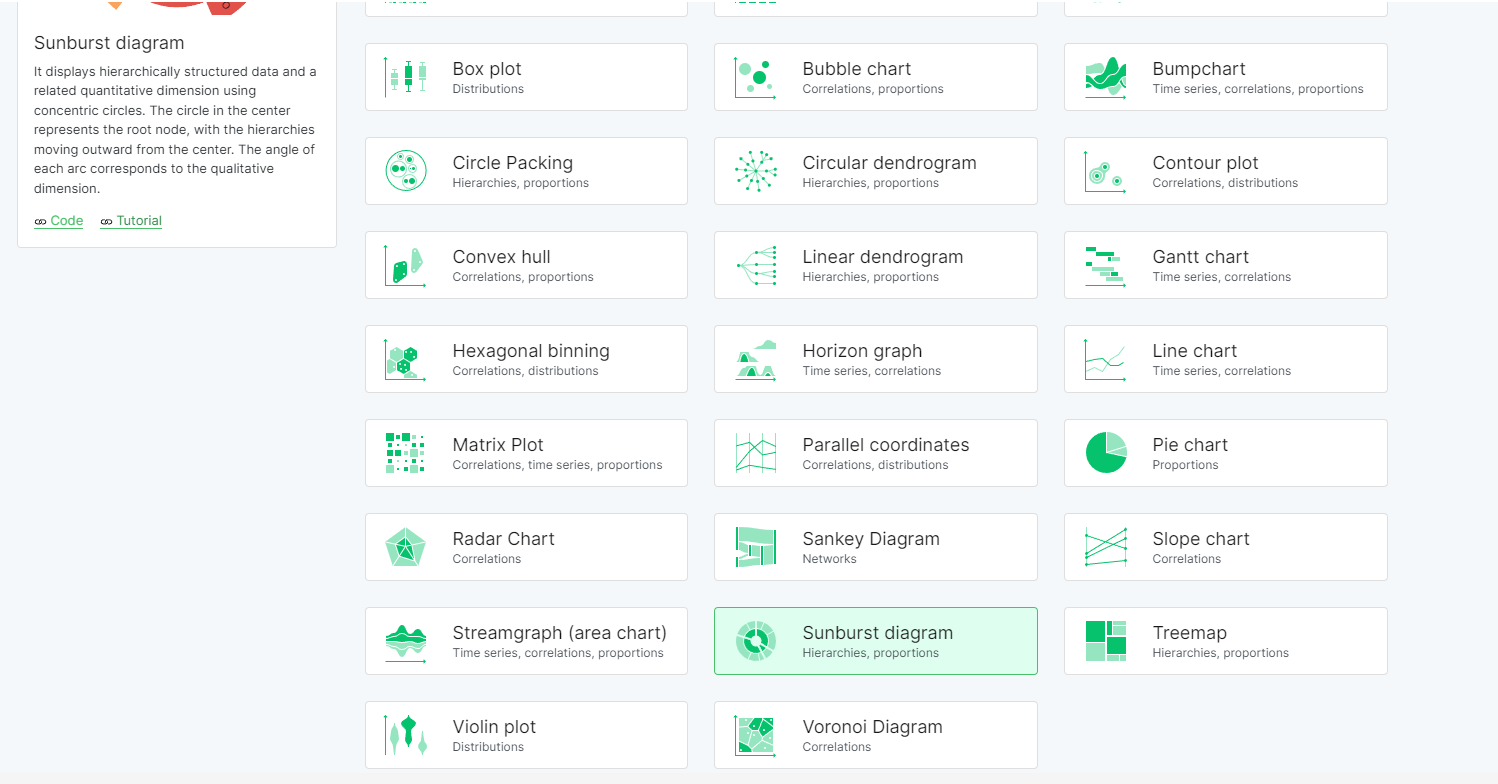 Sunburst diagram
It displays hierarchically structured data and a
related quantitative dimension using
concentric circles. The circle in the center
represents the root node, with the hierarchies
moving outward from the center. The angle of
each arc corresponds to the qualitative
dimension.
Code Tutorial
Box plot
Distributions
Bubble chart
Correlations, proportions
Bumpchart
Time series, correlations, proportions
Circle Packing
Hierarchies, proportions
Circular dendrogram
Hierarchies, proportions
Contour plot
Correlations, distributions
Convex hull
Correlations, proportions
Linear dendrogram
Hierarchies, proportions
Gantt chart
Time series, correlations
Hexagonal binning
Correlations, distributions
Horizon graph
Time series, correlations
Line chart
Time series, correlations
Matrix Plot
Correlations, time series, proportions
Parallel coordinates
Correlations, distributions
Pie chart
Proportions
Radar Chart
Correlations
Sankey Diagram
Networks
Slope chart
Correlations
Streamgraph (area chart)
Time series, correlations, proportions
Sunburst diagram
Hierarchies, proportions
Treemap
Hierarchies, proportions
Violin plot
Distributions
Voronoi Diagram
Correlations